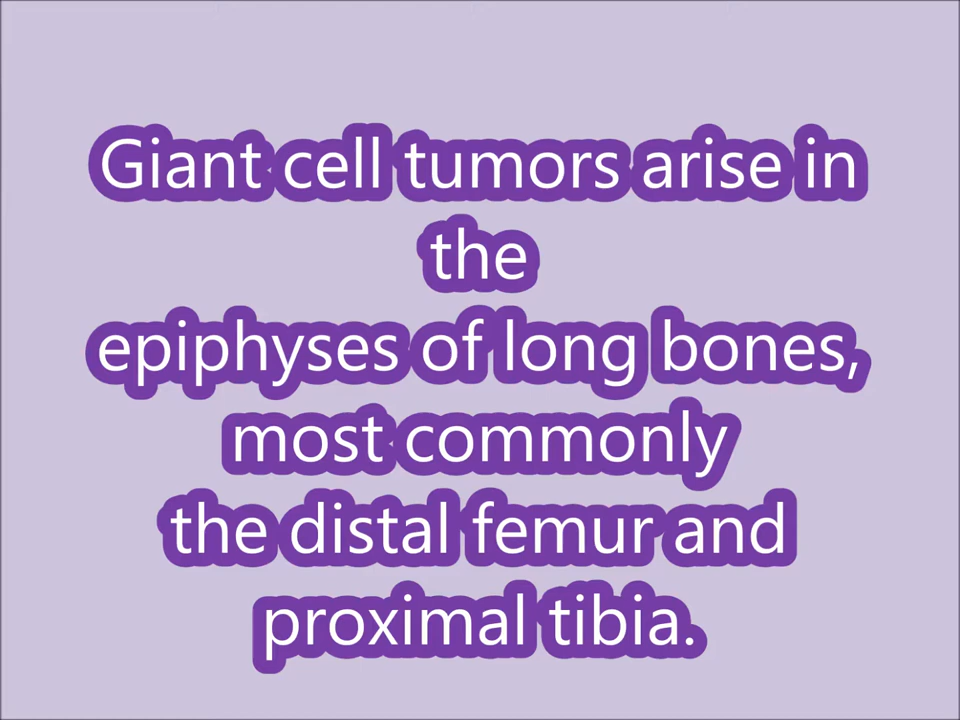 Giant cell tumors arise in
the
epiphyses of long bones,
most commonly
the distal femur and
proximal tibia.